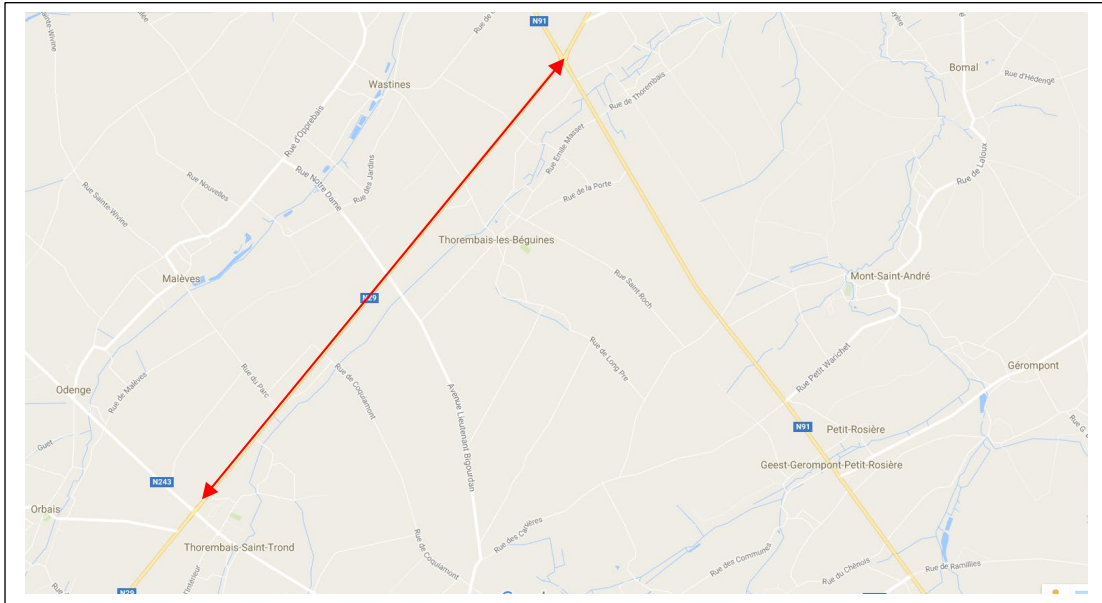 N91
Wastines
Bomal
Rue d'Hédenge
Rue de Thorembais
Rue d'Opprebais
Rue Emile Masset
Rue Notre Dame
Rue des Jardins
Rue de Latoux
Rue Nouvelles
Rue de la Porte
Rue Sainte-Wivine
Thorembais-les-Béguines
Malèves
Mont-Saint-André
Rue Saint-Roch
N29
Rue de Long Pre
Rue Petit Warichet
Gérompont
Odenge
Rue de Malèves
Rue du Parc
Rue de Coquiamont
Avenue Lieutenant Bigourdan
N91
Petit-Rosière
Guet
Geest-Gerompont-Petit-Rosière
N243
Orbais
Thorembais-Saint-Trond
Rue des Carrières
Rue de Coquiamont
Rue des Communes
Rue du Chênois
Rue de Ramillies
N29